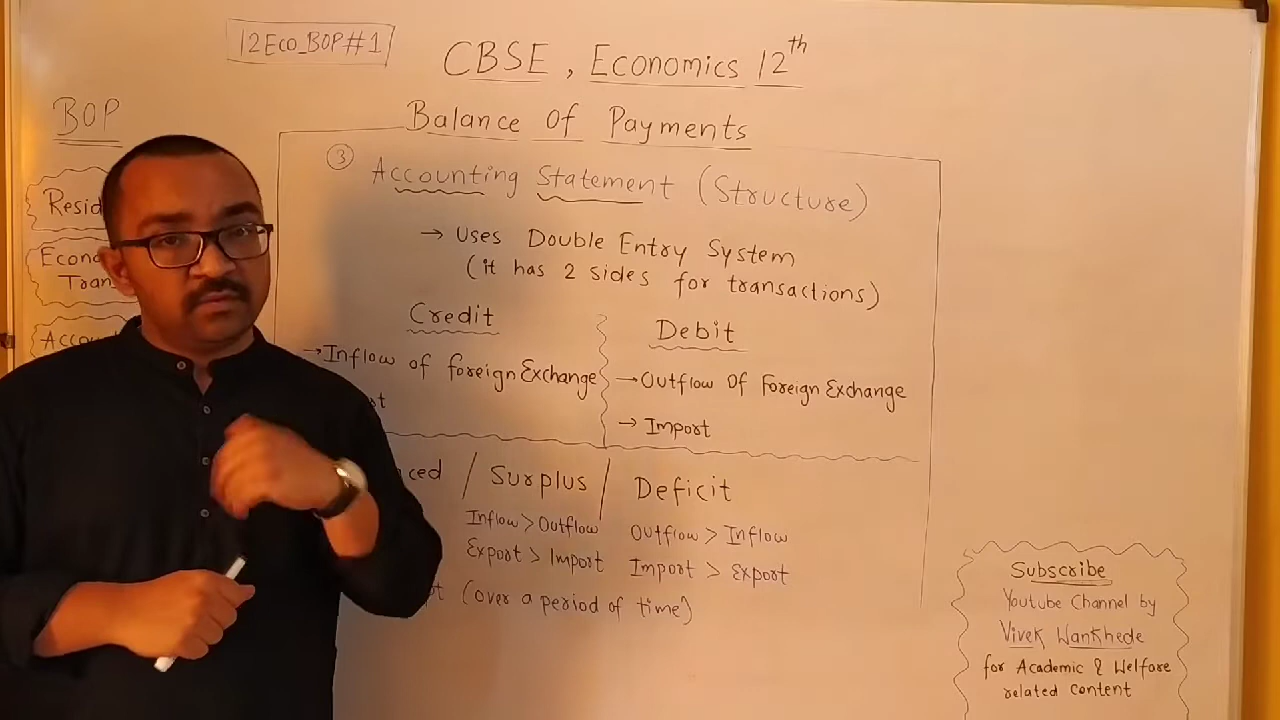 12Eco_BOP#1
CBSE, Economics 12th
BOP
Balance Of Payments
③ Accounting Statement (Structure)
→ Uses Double Entry System
(it has 2 sides for transactions)
Credit
Debit
→ Inflow of foreign Exchange
→ Outflow Of Foreign Exchange
→ Import
/ Surplus / Deficit
Inflow > Outflow
Outflow > Inflow
Export > Import
Import > Export
(over a period of time)
Subscribe
Youtube Channel by
Vivek Wankhede
for Academic & Welfare
related content